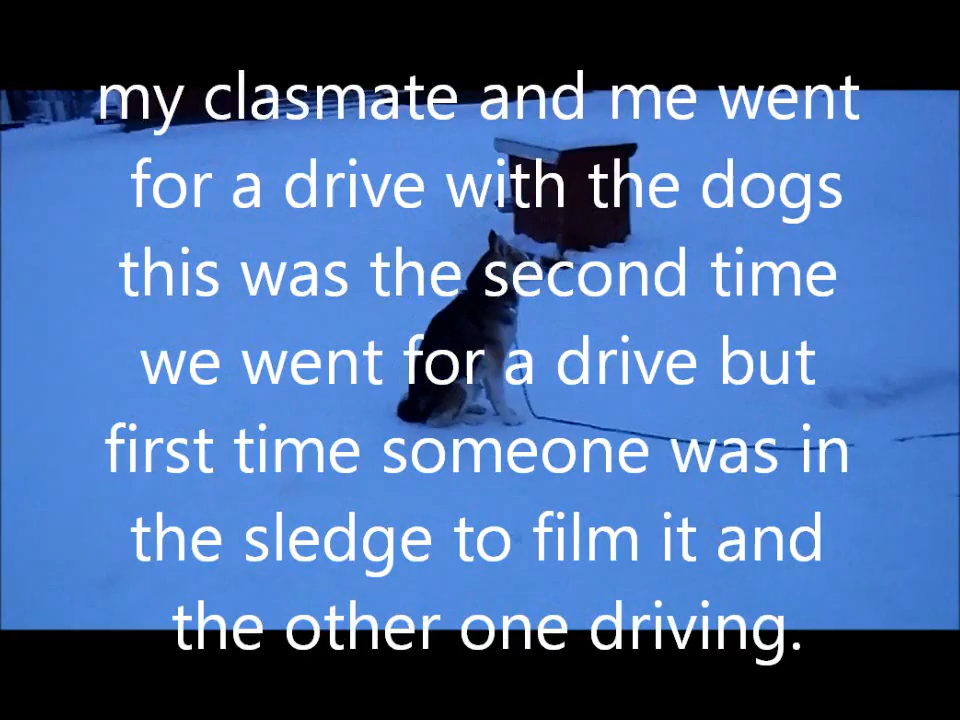 my clasmate and me went
for a drive with the dogs
this was the second time
we went for a drive but
first time someone was in
the sledge to film it and
the other one driving.